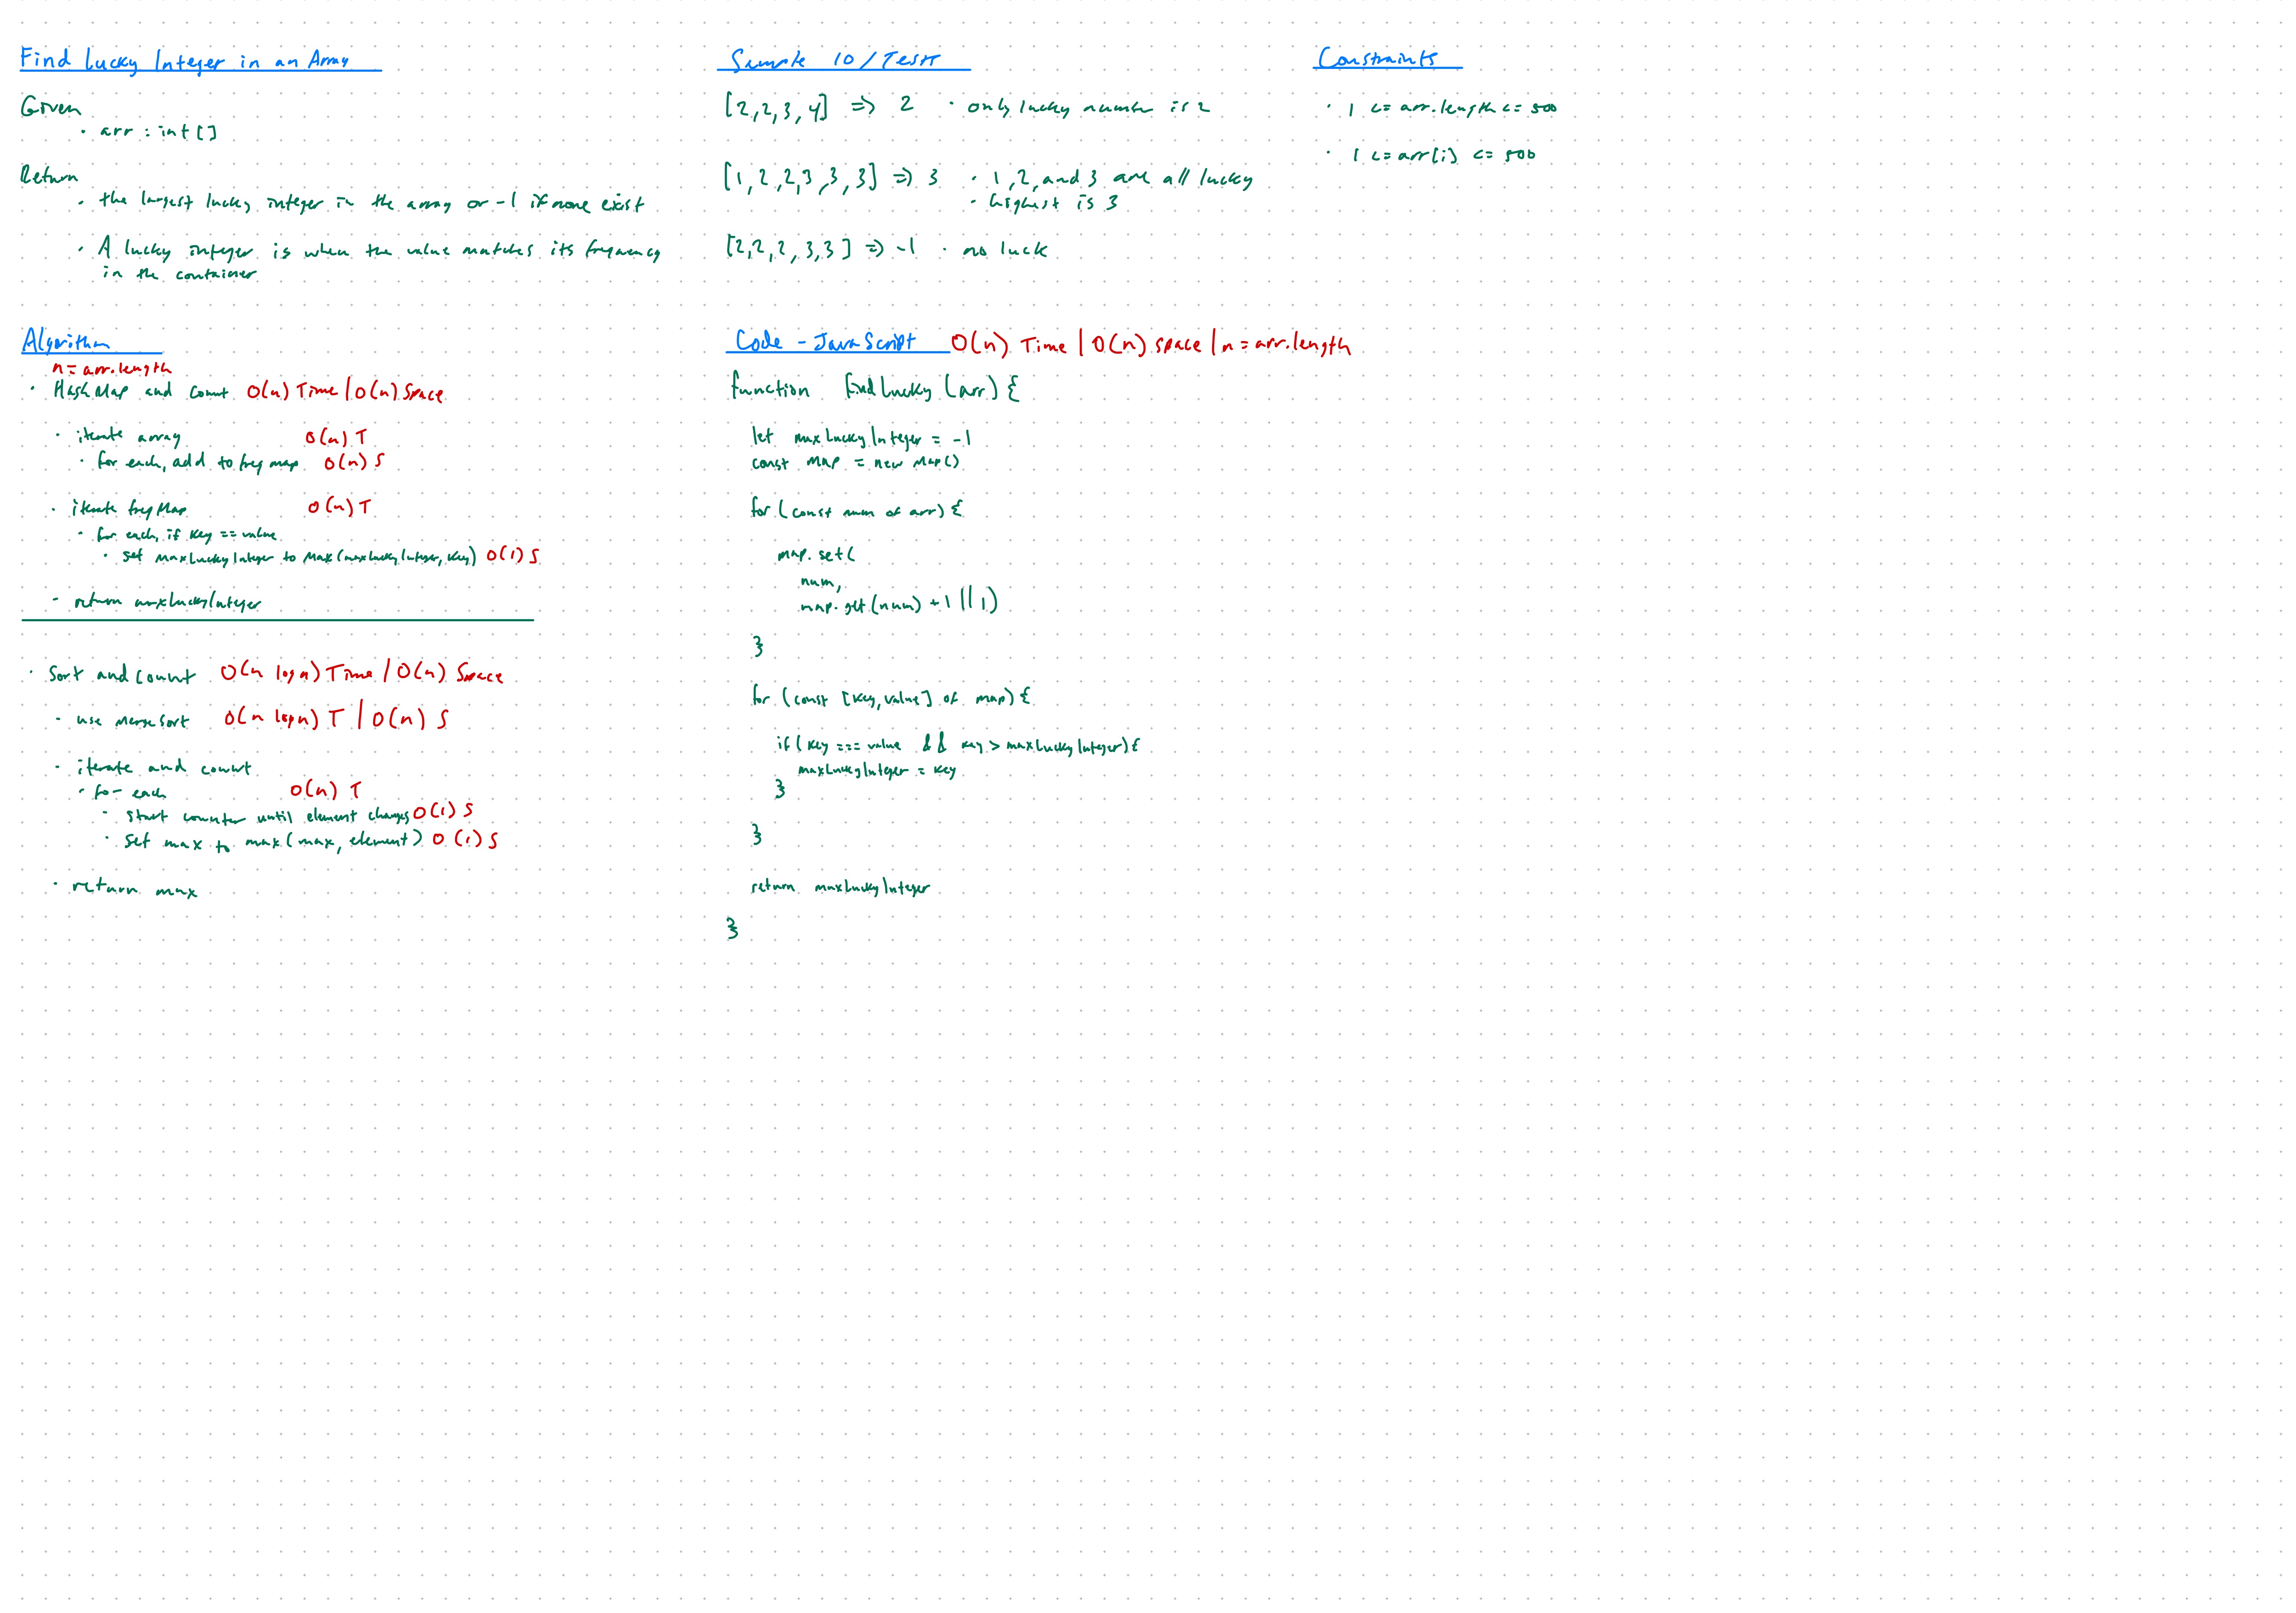 Find Lucky Integer in an Array
Given
· arr : int[]
Return
· the largest lucky integer in the array or -1 if none exist
· A lucky integer is when the value matches its frequency
in the container
Sample IO / Tests
[2,2,3,4] => 2 · only lucky number is 2
[1,2,2,3,3,3] => 3 · 1,2, and 3 are all lucky
· highest is 3
[2,2,2,3,3] => -1 · no luck
Constraints
· 1 <= arr.length <= 500
· 1 <= arr[i] <= 500
Algorithm
n = arr.length
· HashMap and count O(n) Time | O(n) Space
· iterate array O(n) T
· for each, add to freq map O(n) S
· iterate freqMap O(n) T
· for each, if key == value
· set maxLuckyInteger to Max(maxLuckyInteger, key) O(1) S
- return maxLuckyInteger
· Sort and count O(n log n) Time / O(n) Space
· use mergesort O(n log n) T | O(n) S
· iterate and count
· for each O(n) T
· start counter until element changes O(1) S
· set max to max(max, element) O(1) S
· return max
Code - JavaScript O(n) Time | O(n) space | n = arr.length
function findLucky(arr) {
let maxLuckyInteger = -1
const map = new Map()
for (const num of arr) {
map.set(
num,
map.get(num) + 1 || 1)
}
for (const [key, value] of map) {
if (key === value && key > maxLuckyInteger) {
maxLuckyInteger = key
}
}
return maxLuckyInteger
}